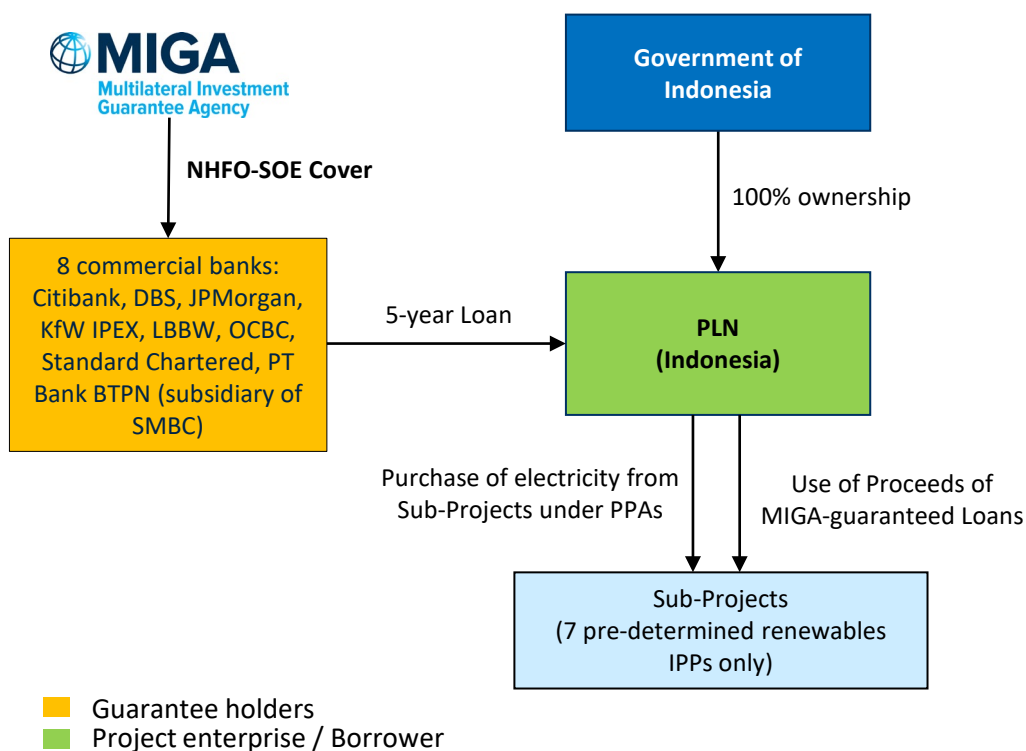 MIGA
Multilateral Investment
Guarantee Agency
Government of
Indonesia
NHFO-SOE Cover
100% ownership
8 commercial banks:
Citibank, DBS, JPMorgan,
KfW IPEX, LBBW, OCBC,
Standard Chartered, PT
Bank BTPN (subsidiary of
SMBC)
5-year Loan
PLN
(Indonesia)
Purchase of electricity from
Sub-Projects under PPAs
Use of Proceeds of
MIGA-guaranteed Loans
Sub-Projects
(7 pre-determined renewables
IPPs only)
Guarantee holders
Project enterprise / Borrower